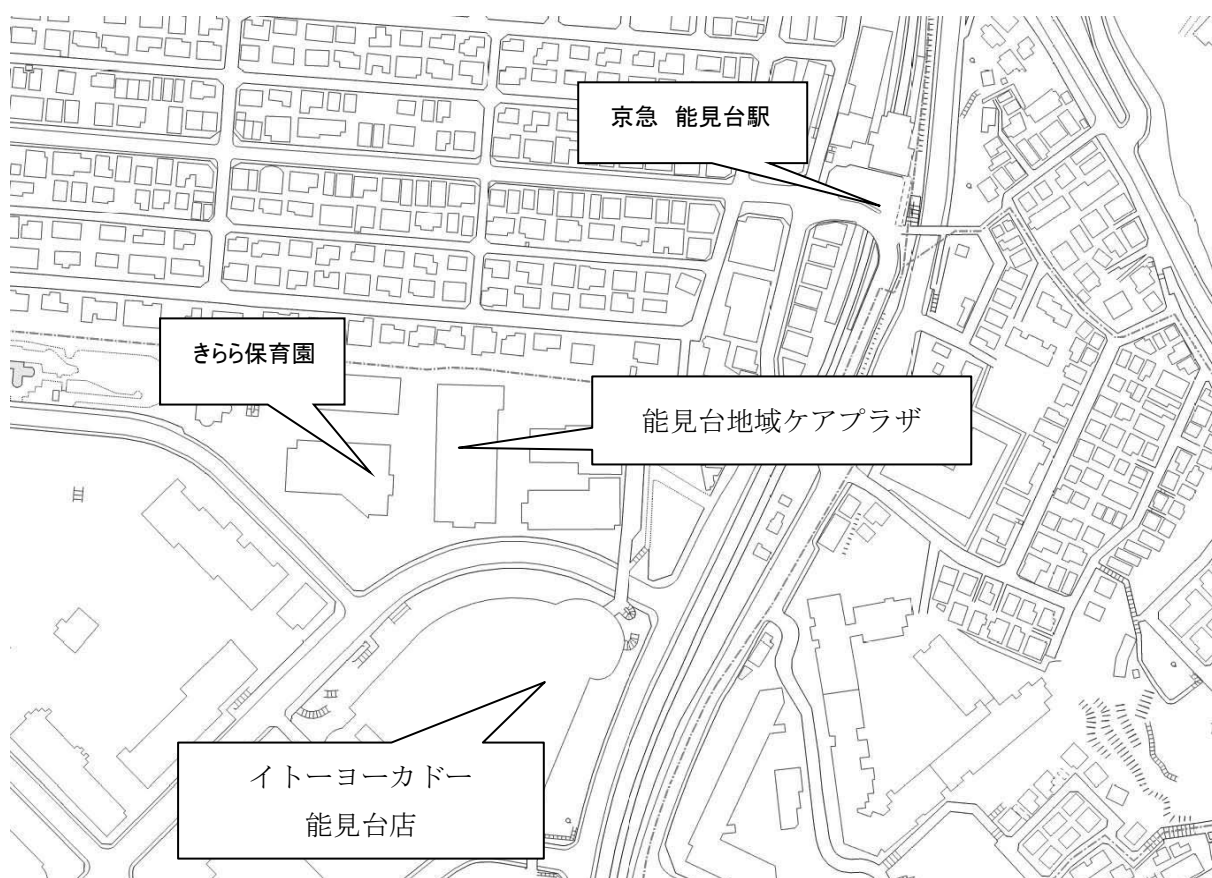 京急 能見台駅
きらら保育園
能見台地域ケアプラザ
イトーヨーカドー
能見台店